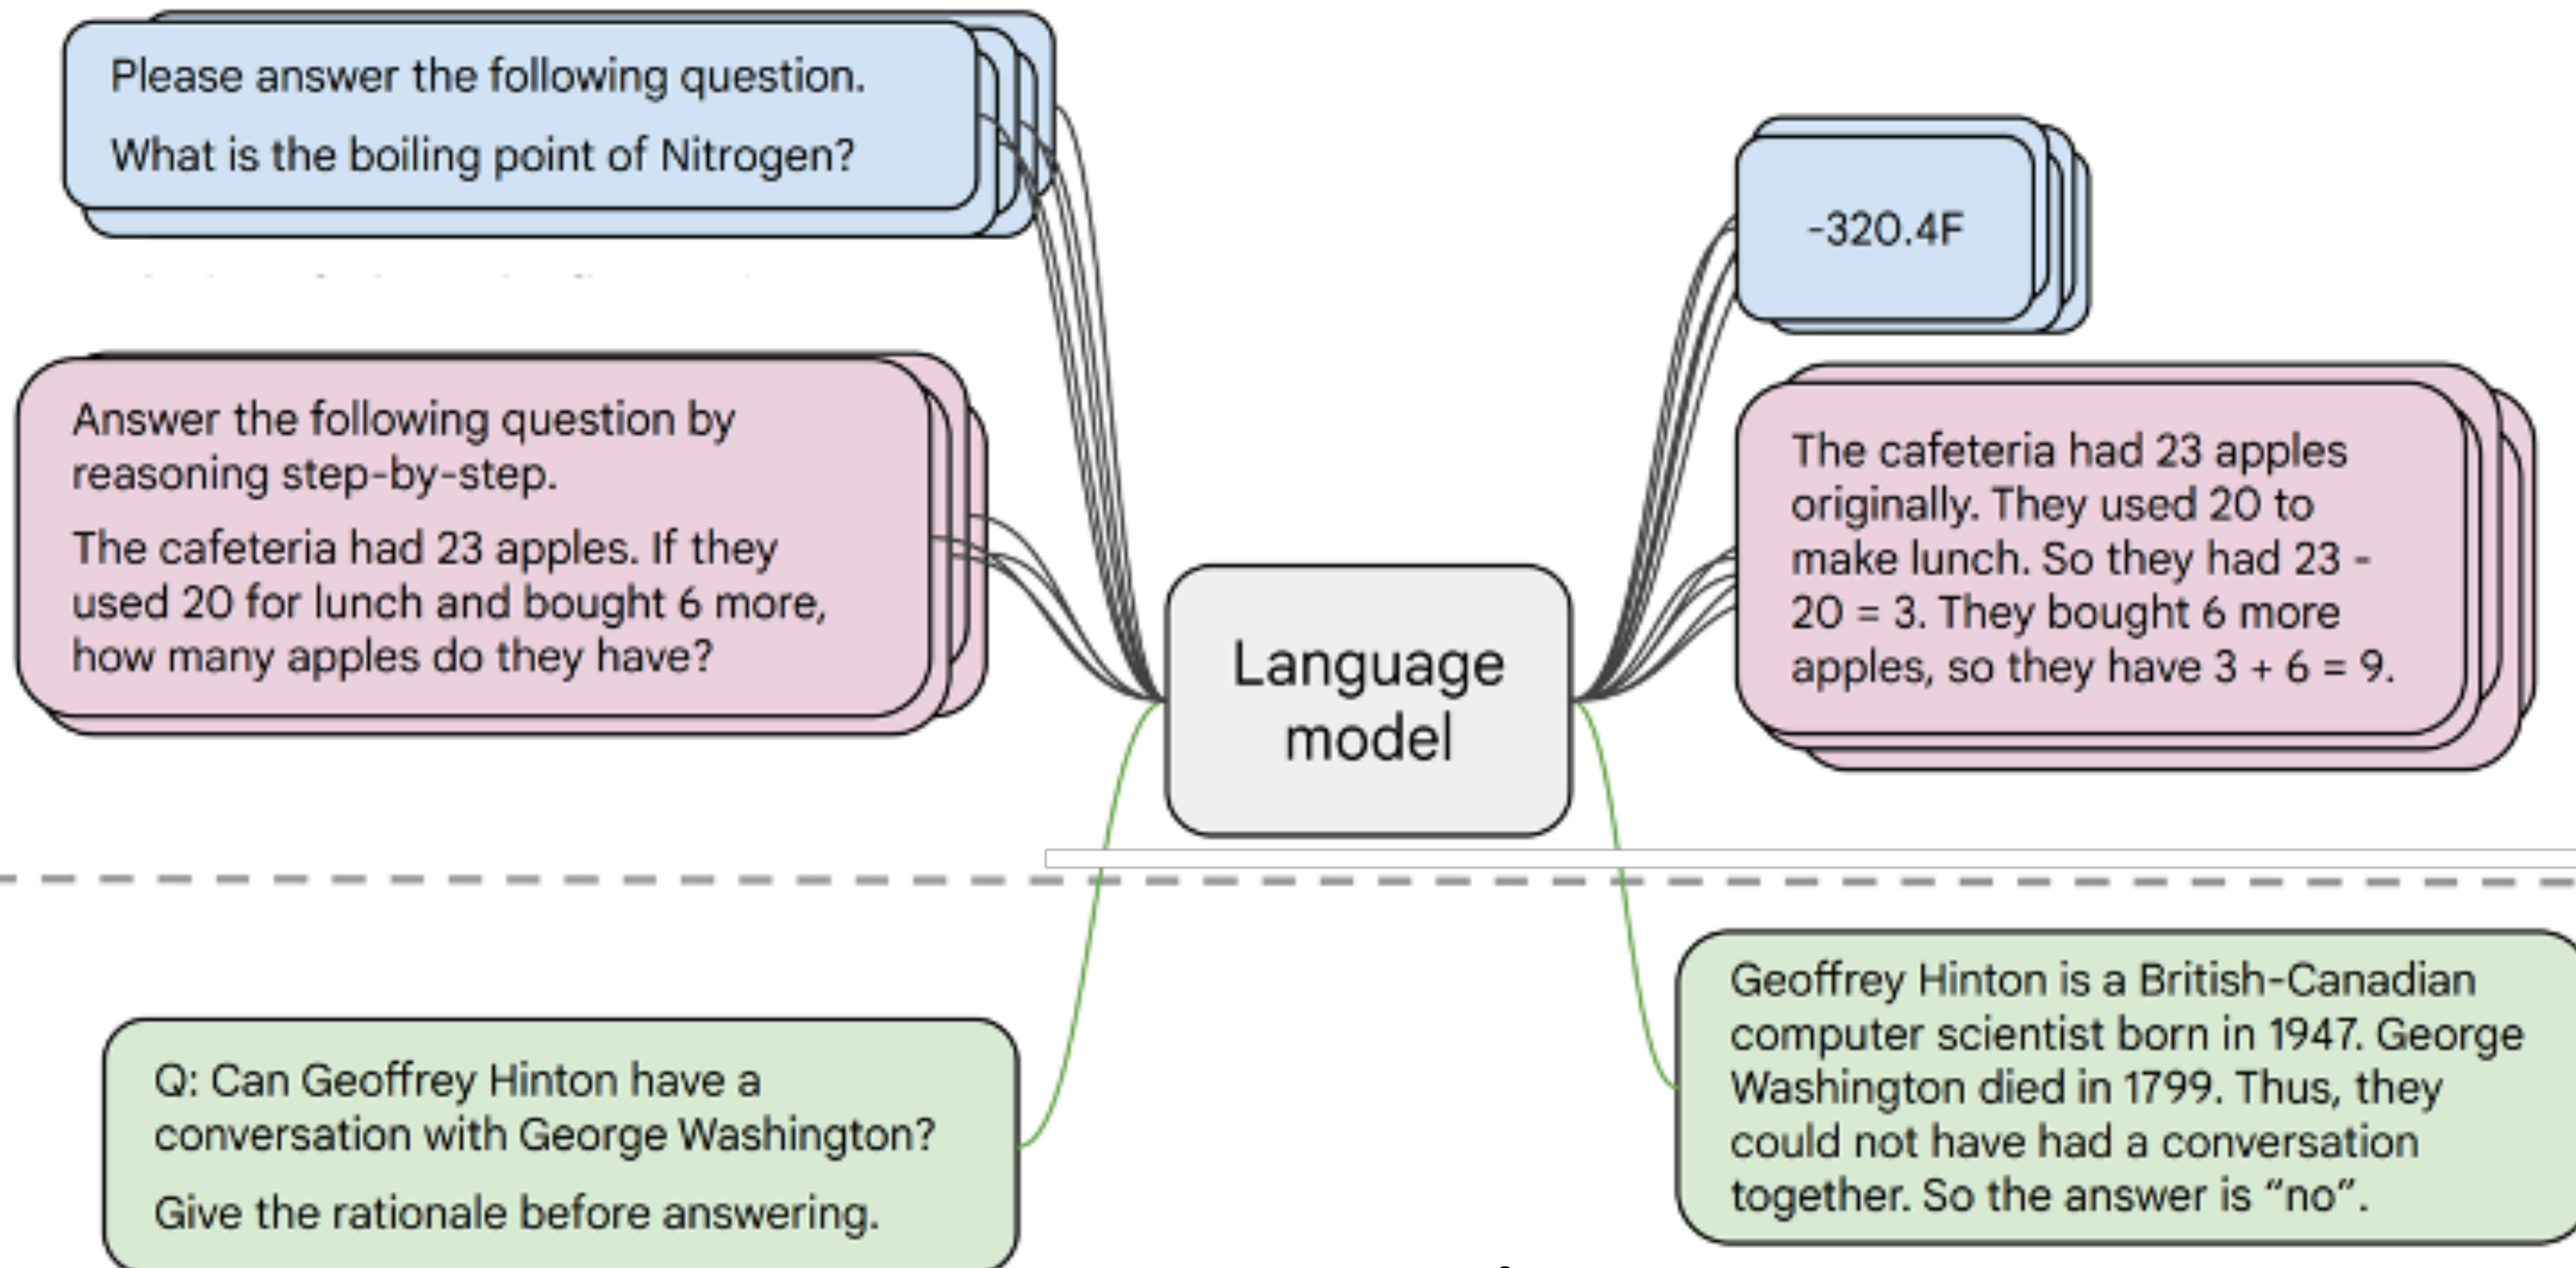 Please answer the following question.
What is the boiling point of Nitrogen?
-320.4F
Answer the following question by
reasoning step-by-step.
The cafeteria had 23 apples. If they
used 20 for lunch and bought 6 more,
how many apples do they have?
Language
model
The cafeteria had 23 apples
originally. They used 20 to
make lunch. So they had 23 -
20 = 3. They bought 6 more
apples, so they have 3 + 6 = 9.
Q: Can Geoffrey Hinton have a
conversation with George Washington?
Give the rationale before answering.
Geoffrey Hinton is a British-Canadian
computer scientist born in 1947. George
Washington died in 1799. Thus, they
could not have had a conversation
together. So the answer is “no”.